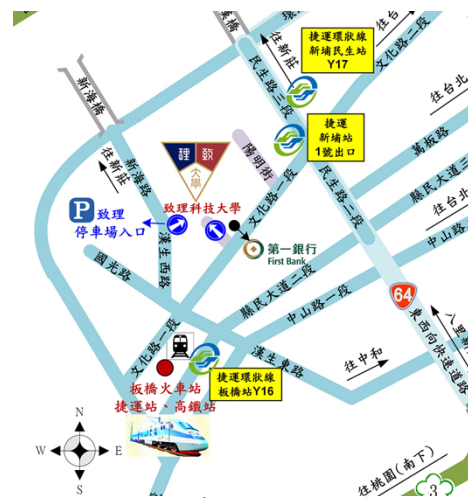 捷運環狀線
新埔民生站
Y17
捷運
新埔站
1號出口
往新莊
文化路二段
往台北
民生路三段
新海橋
往新莊
新海路
陽明街
文化路一段
民生路二段
萬板路
縣民大道三段
往台北
中山路二段
理
致
大學
致理科技大學
P
致理
停車場入口
漢生西路
國光路
第一銀行
First Bank
縣民大道二段
中山路一段
64
東西向快速道路
八里新
文化路一段
漢生東路
往中和
板橋火車站
捷運站、高鐵站
捷運環狀線
板橋站Y16
N
W
E
S
往桃園(南下)
3